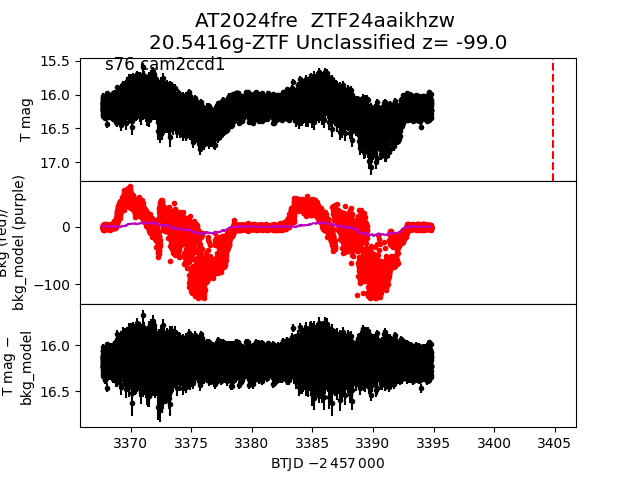 AT2024fre ZTF24aaikhzw
20.5416g-ZTF Unclassified z= -99.0
s76 cam2ccd1
15.5
16.0
16.5
17.0
T mag
0
−100
Bkg (red)/
bkg_model (purple)
16.0
16.5
T mag −
bkg_model
3370 3375 3380 3385 3390 3395 3400 3405
BTJD −2 457 000